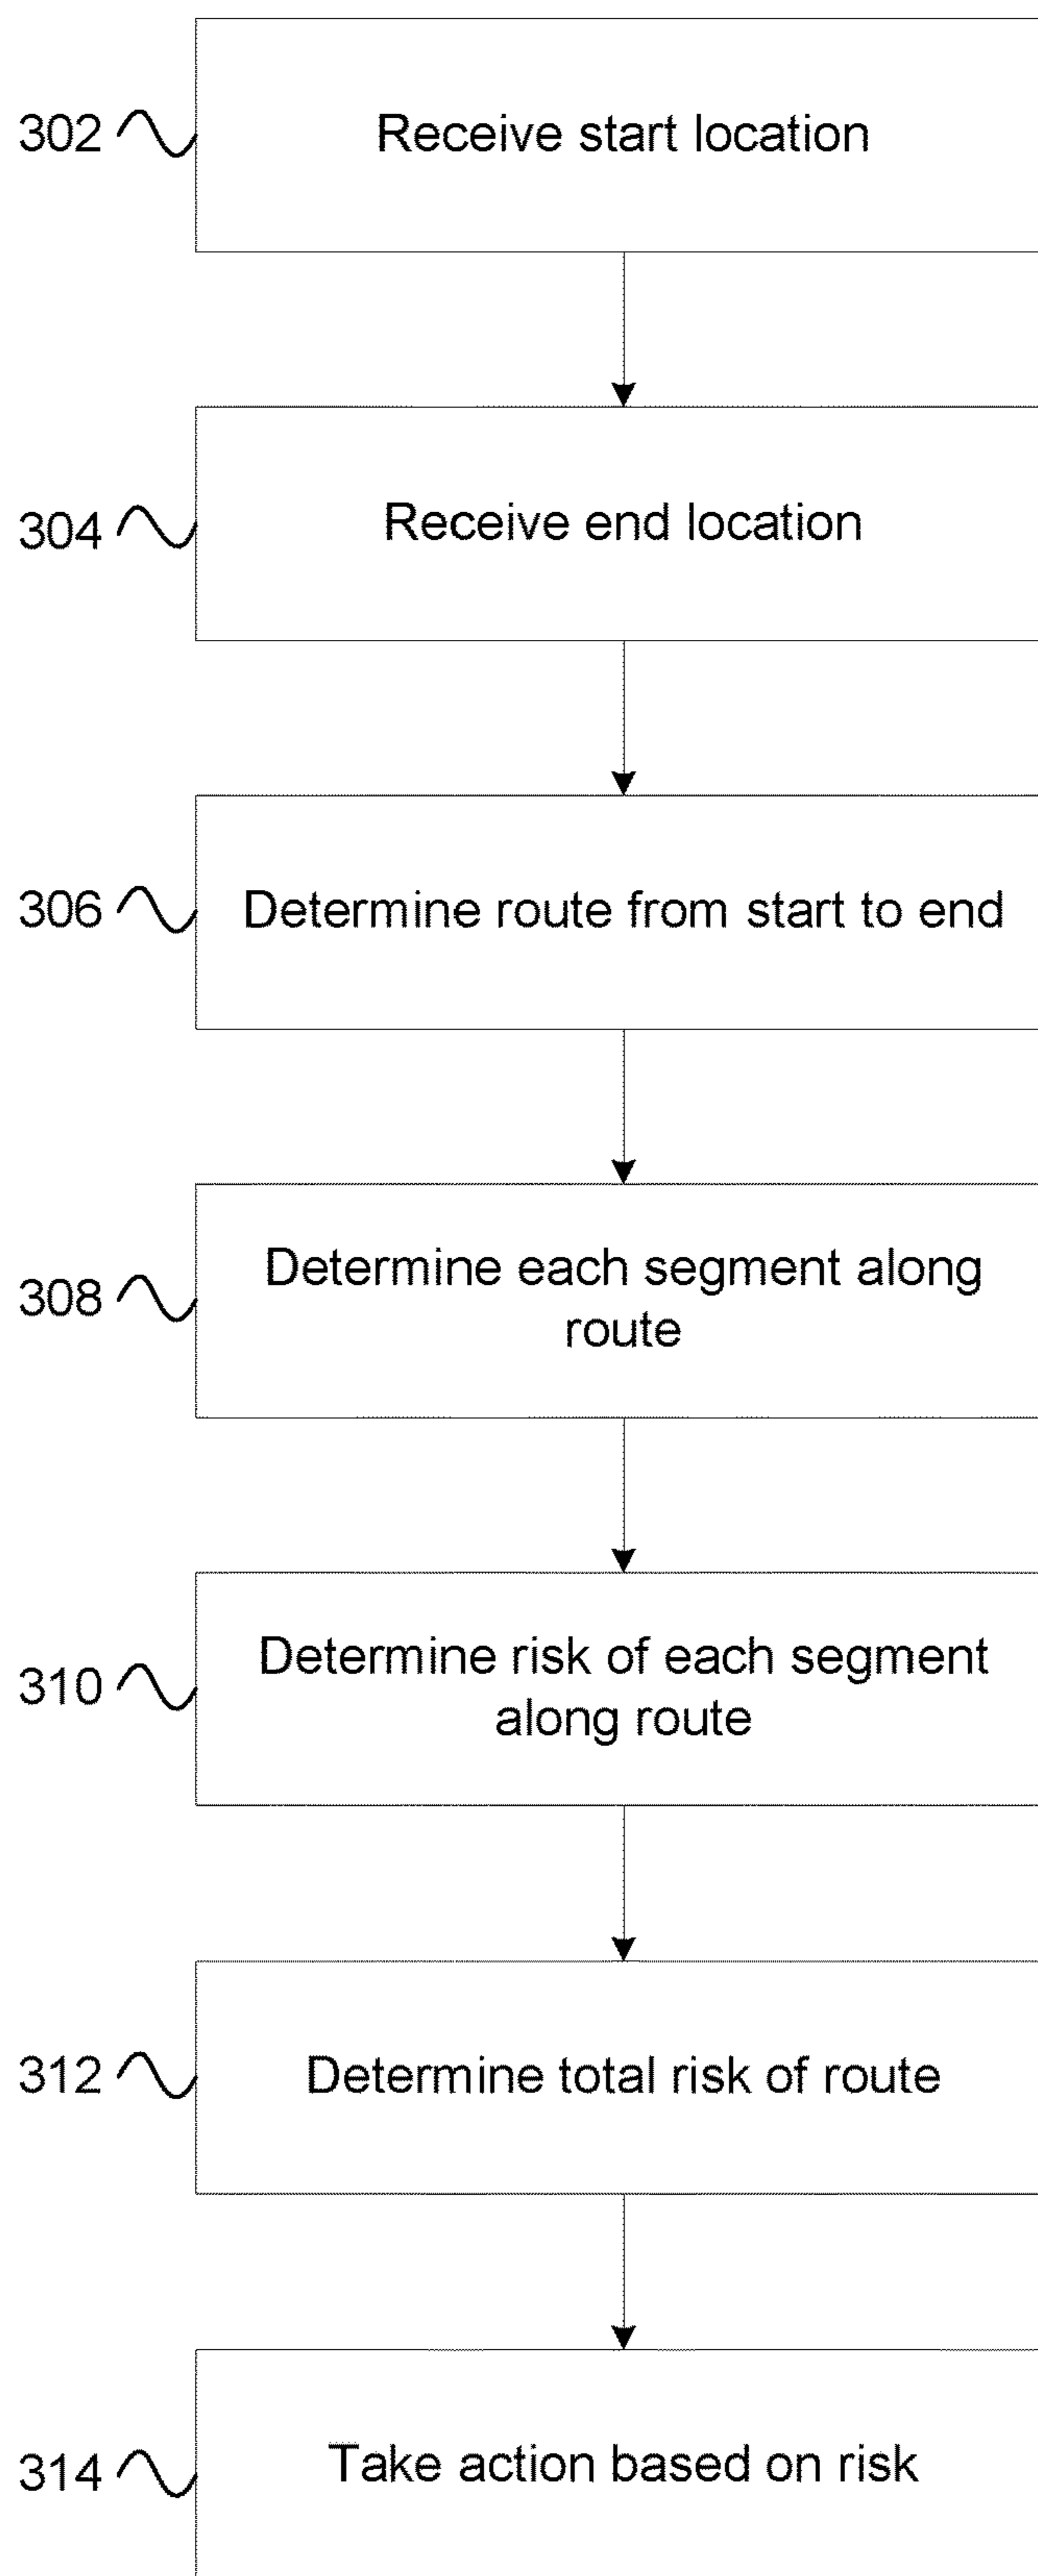 302
Receive start location
304
Receive end location
306
Determine route from start to end
308
Determine each segment along
route
310
Determine risk of each segment
along route
312
Determine total risk of route
314
Take action based on risk